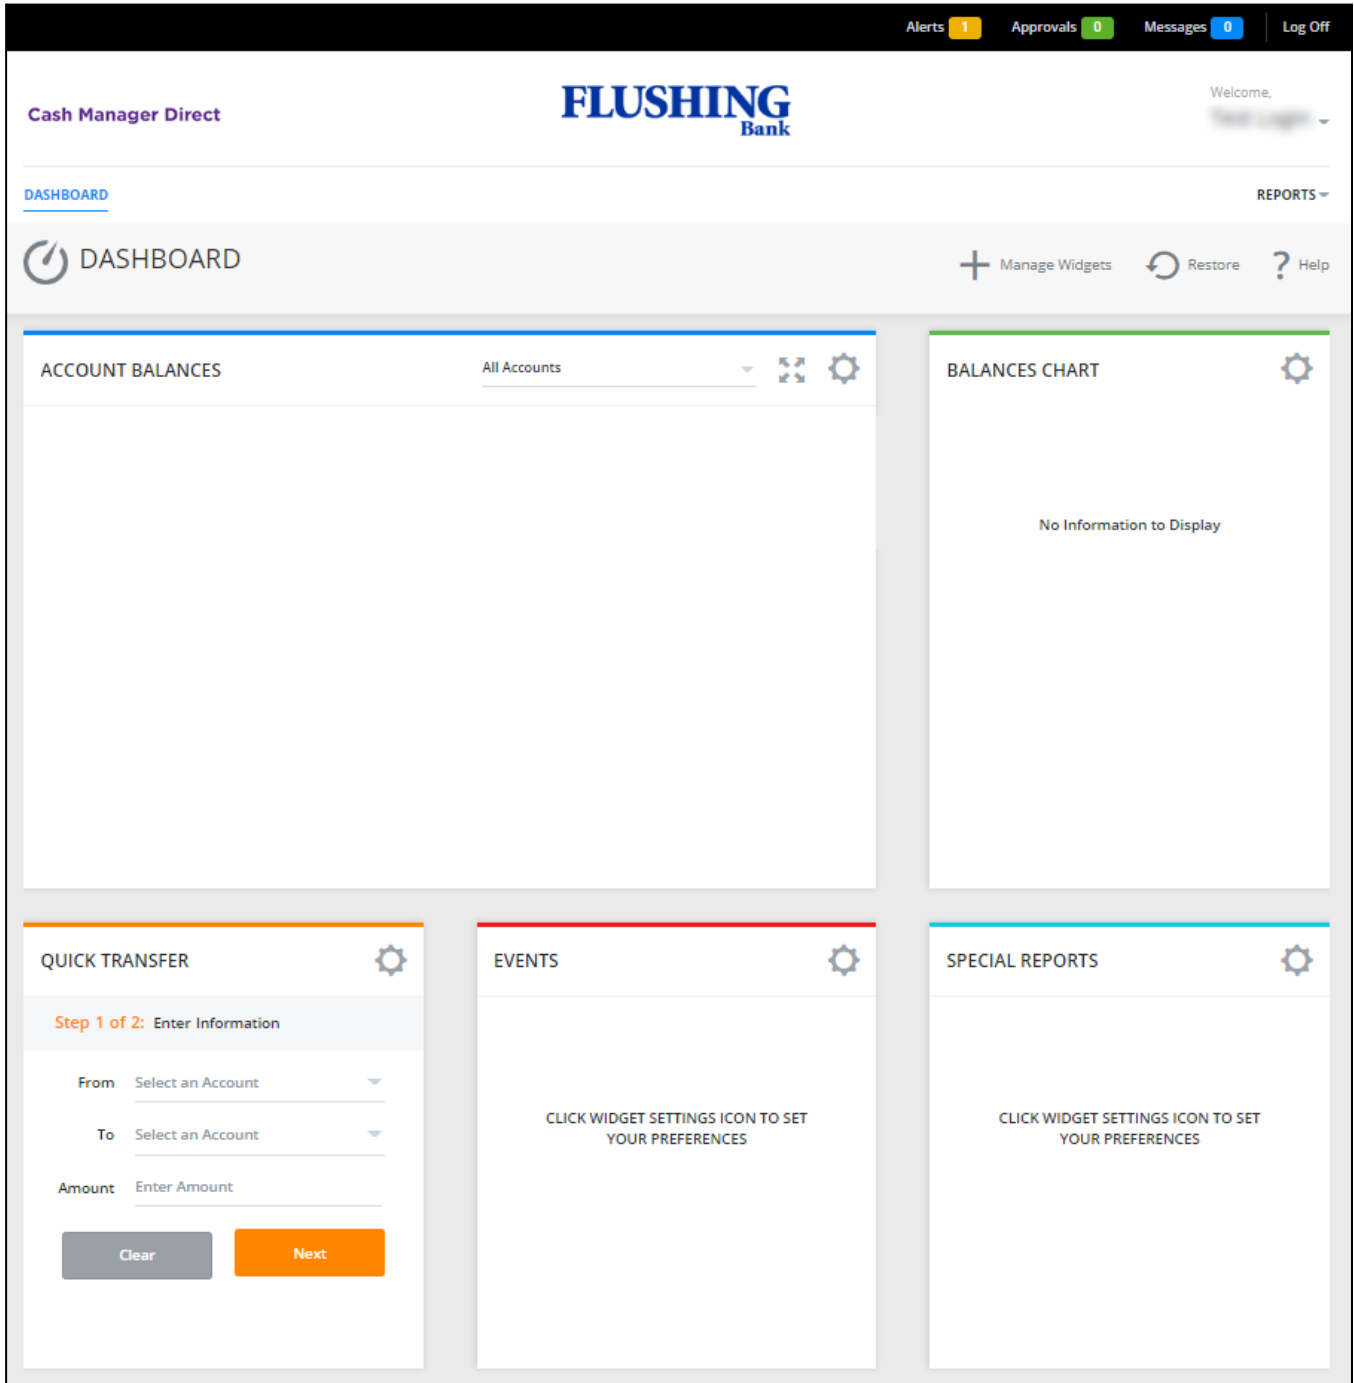 Alerts 1 Approvals 0 Messages 0 Log Off
Cash Manager Direct
FLUSHING
Bank
Welcome,
DASHBOARD
REPORTS
DASHBOARD
Manage Widgets Restore ? Help
ACCOUNT BALANCES
All Accounts
BALANCES CHART
No Information to Display
QUICK TRANSFER
Step 1 of 2: Enter Information
From Select an Account
To Select an Account
Amount Enter Amount
Clear Next
EVENTS
CLICK WIDGET SETTINGS ICON TO SET
YOUR PREFERENCES
SPECIAL REPORTS
CLICK WIDGET SETTINGS ICON TO SET
YOUR PREFERENCES